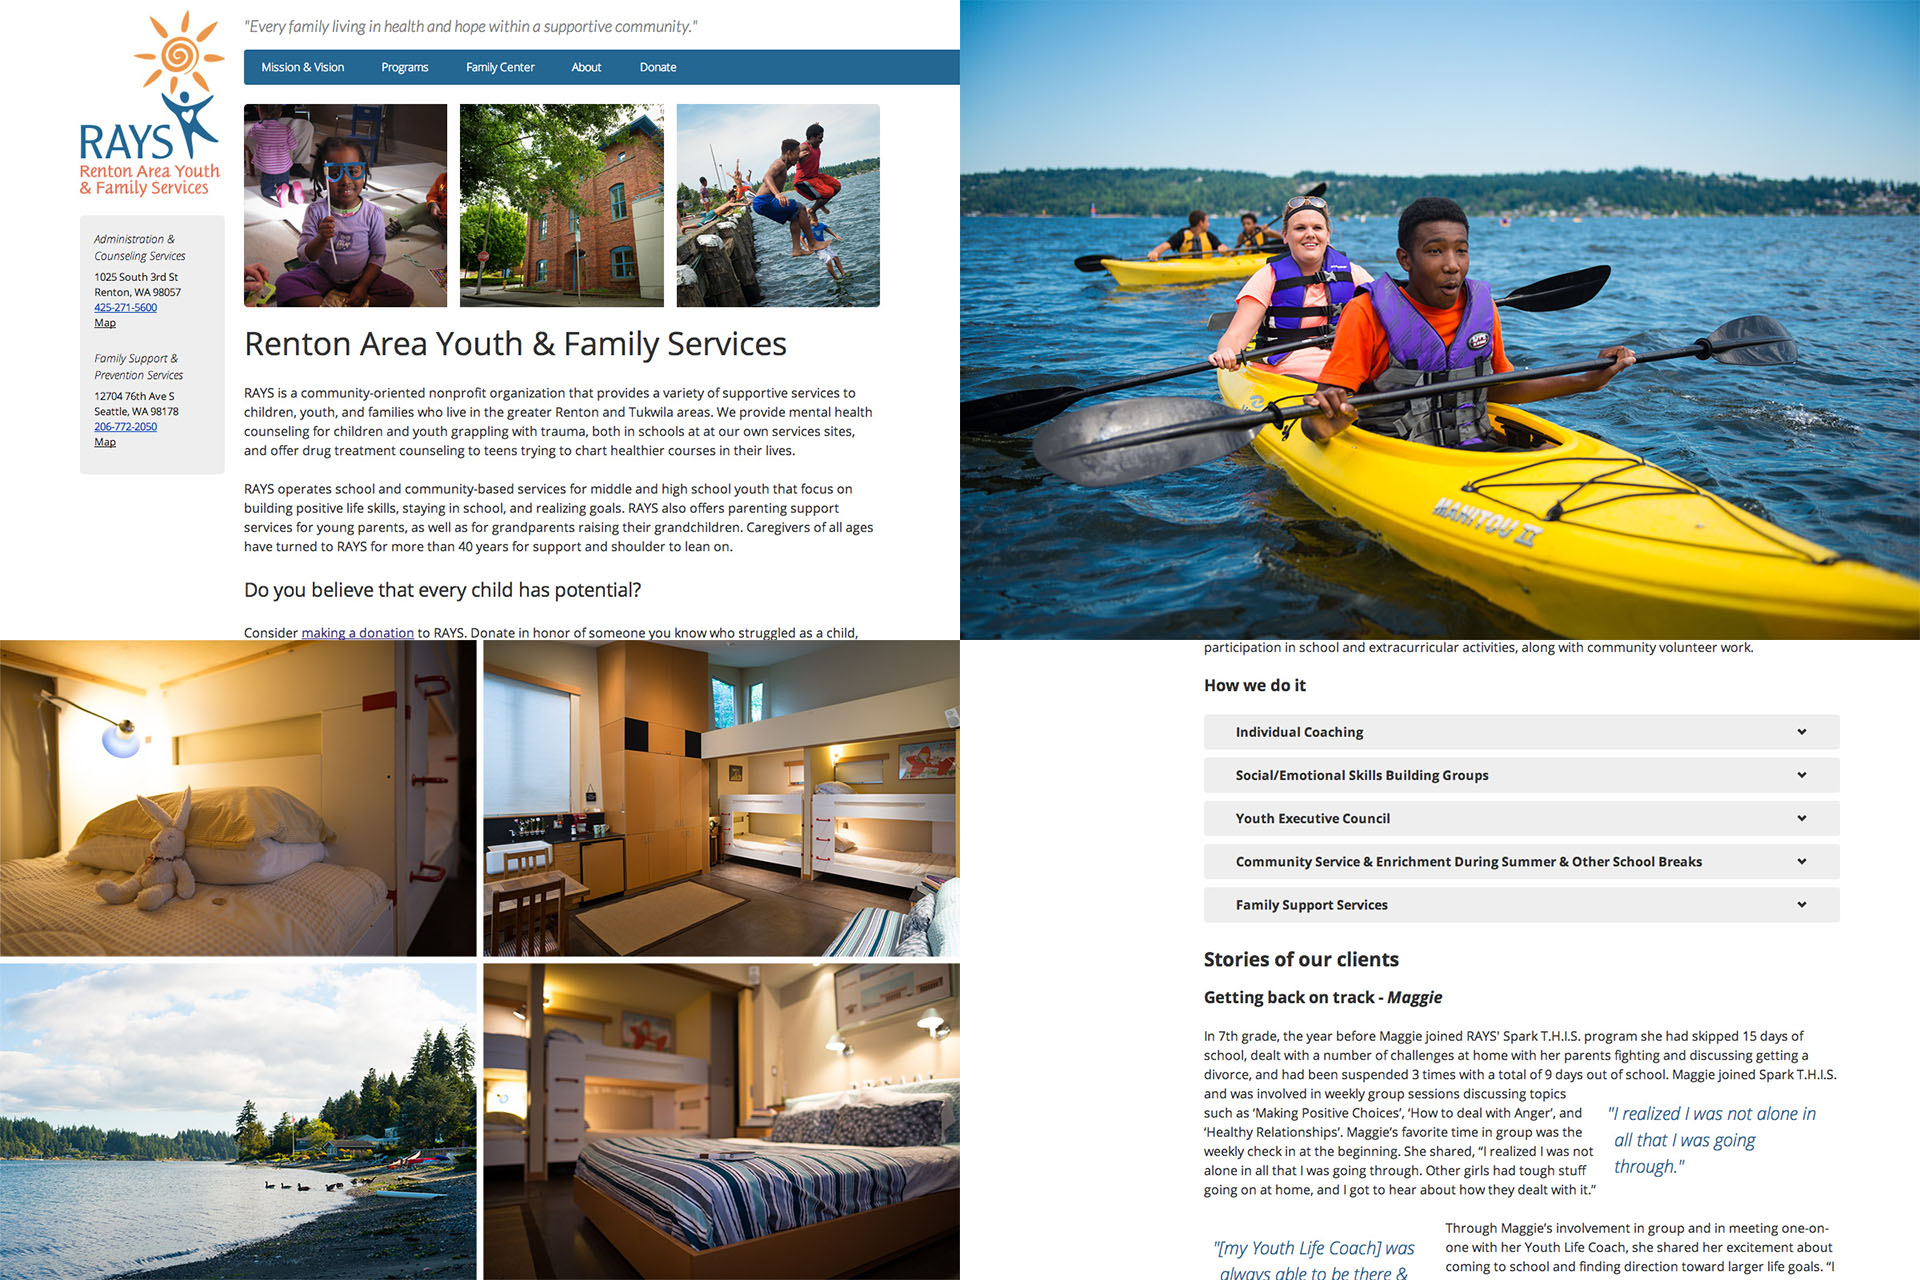 "Every family living in health and hope within a supportive community."
Mission & Vision Programs Family Center About Donate
RAYS
Renton Area Youth
& Family Services
Administration &
Counseling Services
1025 South 3rd St
Renton, WA 98057
425-271-5600
Map
Family Support &
Prevention Services
12704 76th Ave S
Seattle, WA 98178
206-772-2050
Map
Renton Area Youth & Family Services
RAYS is a community-oriented nonprofit organization that provides a variety of supportive services to
children, youth, and families who live in the greater Renton and Tukwila areas. We provide mental health
counseling for children and youth grappling with trauma, both in schools at at our own services sites,
and offer drug treatment counseling to teens trying to chart healthier courses in their lives.
RAYS operates school and community-based services for middle and high school youth that focus on
building positive life skills, staying in school, and realizing goals. RAYS also offers parenting support
services for young parents, as well as for grandparents raising their grandchildren. Caregivers of all ages
have turned to RAYS for more than 40 years for support and shoulder to lean on.
Do you believe that every child has potential?
Consider making a donation to RAYS. Donate in honor of someone you know who struggled as a child,
MANITOU II
participation in school and extracurricular activities, along with community volunteer work.
How we do it
Individual Coaching
Social/Emotional Skills Building Groups
Youth Executive Council
Community Service & Enrichment During Summer & Other School Breaks
Family Support Services
Stories of our clients
Getting back on track - Maggie
In 7th grade, the year before Maggie joined RAYS' Spark T.H.I.S. program she had skipped 15 days of
school, dealt with a number of challenges at home with her parents fighting and discussing getting a
divorce, and had been suspended 3 times with a total of 9 days out of school. Maggie joined Spark T.H.I.S.
and was involved in weekly group sessions discussing topics
such as ‘Making Positive Choices’, ‘How to deal with Anger’, and
‘Healthy Relationships’. Maggie’s favorite time in group was the
weekly check in at the beginning. She shared, “I realized I was not
alone in all that I was going through. Other girls had tough stuff
going on at home, and I got to hear about how they dealt with it.”
"I realized I was not alone in
all that I was going
through."
"[my Youth Life Coach] was
always able to be there &
Through Maggie’s involvement in group and in meeting one-on-
one with her Youth Life Coach, she shared her excitement about
coming to school and finding direction toward larger life goals. “I